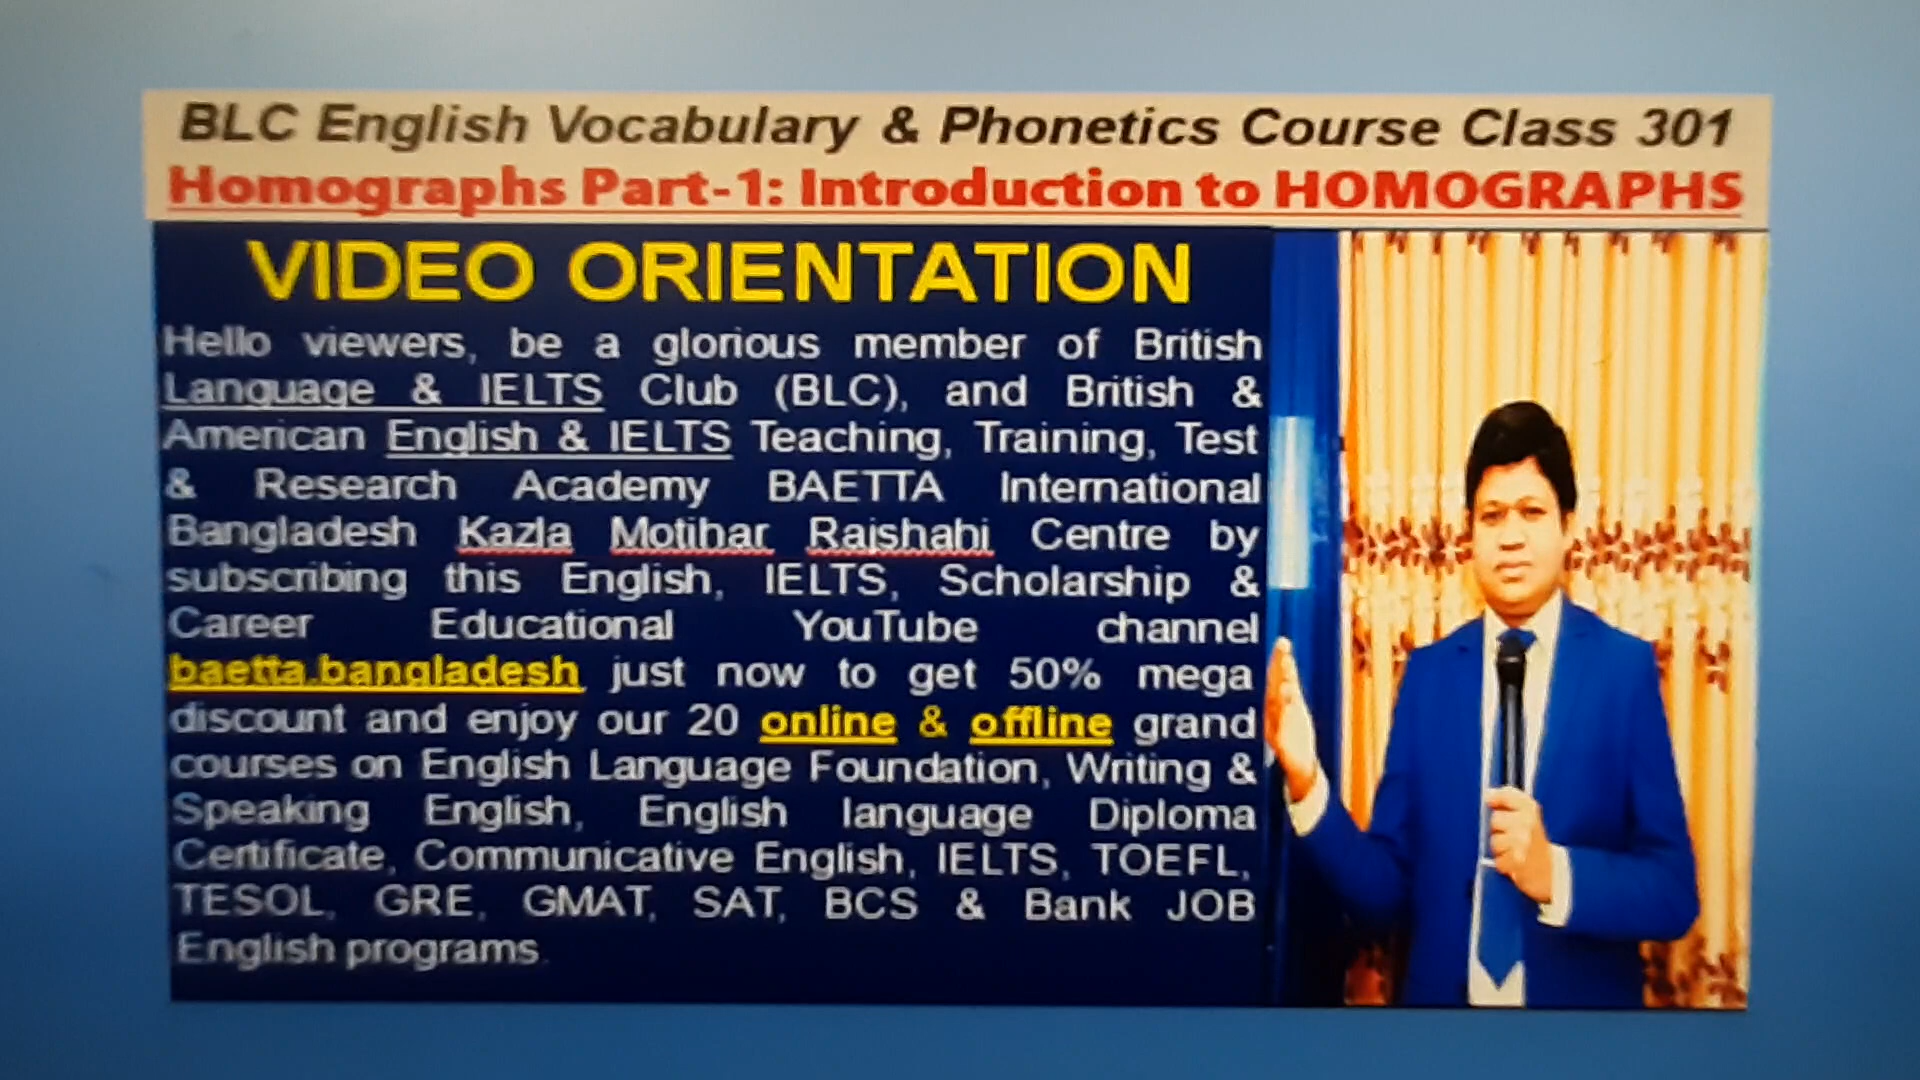 BLC English Vocabulary & Phonetics Course Class 301
Homographs Part-1: Introduction to HOMOGRAPHS
VIDEO ORIENTATION
Hello viewers, be a glorious member of British
Language & IELTS Club (BLC), and British &
American English & IELTS Teaching, Training, Test
& Research Academy BAETTA International
Bangladesh Kazla Motihar Rajshahi Centre by
subscribing this English, IELTS, Scholarship &
Career Educational YouTube channel
baetta.bangladesh just now to get 50% mega
discount and enjoy our 20 online & offline grand
courses on English Language Foundation, Writing &
Speaking English, English language Diploma
Certificate, Communicative English, IELTS, TOEFL,
TESOL, GRE, GMAT, SAT, BCS & Bank JOB
English programs.